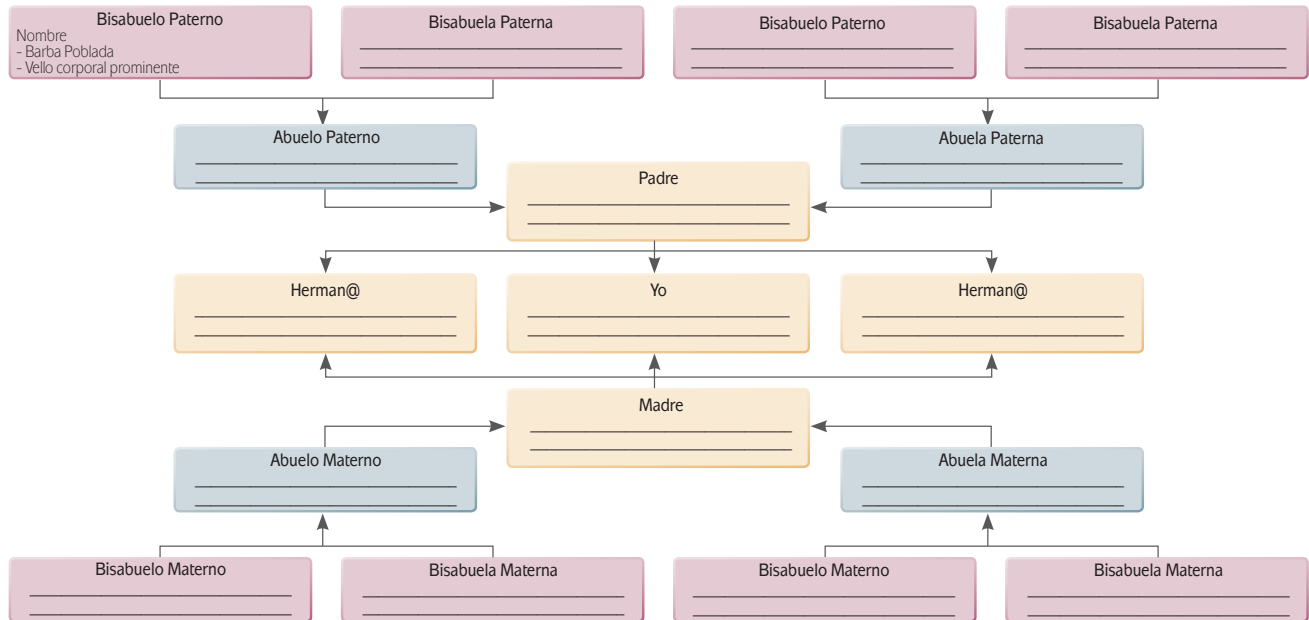 Bisabuelo Paterno
Nombre
- Barba Poblada
- Vello corporal prominente
Bisabuela Paterna
Bisabuelo Paterno
Bisabuela Paterna
Abuelo Paterno
Abuela Paterna
Padre
Herman@
Yo
Herman@
Madre
Abuelo Materno
Abuela Materna
Bisabuelo Materno
Bisabuela Materna
Bisabuelo Materno
Bisabuela Materna